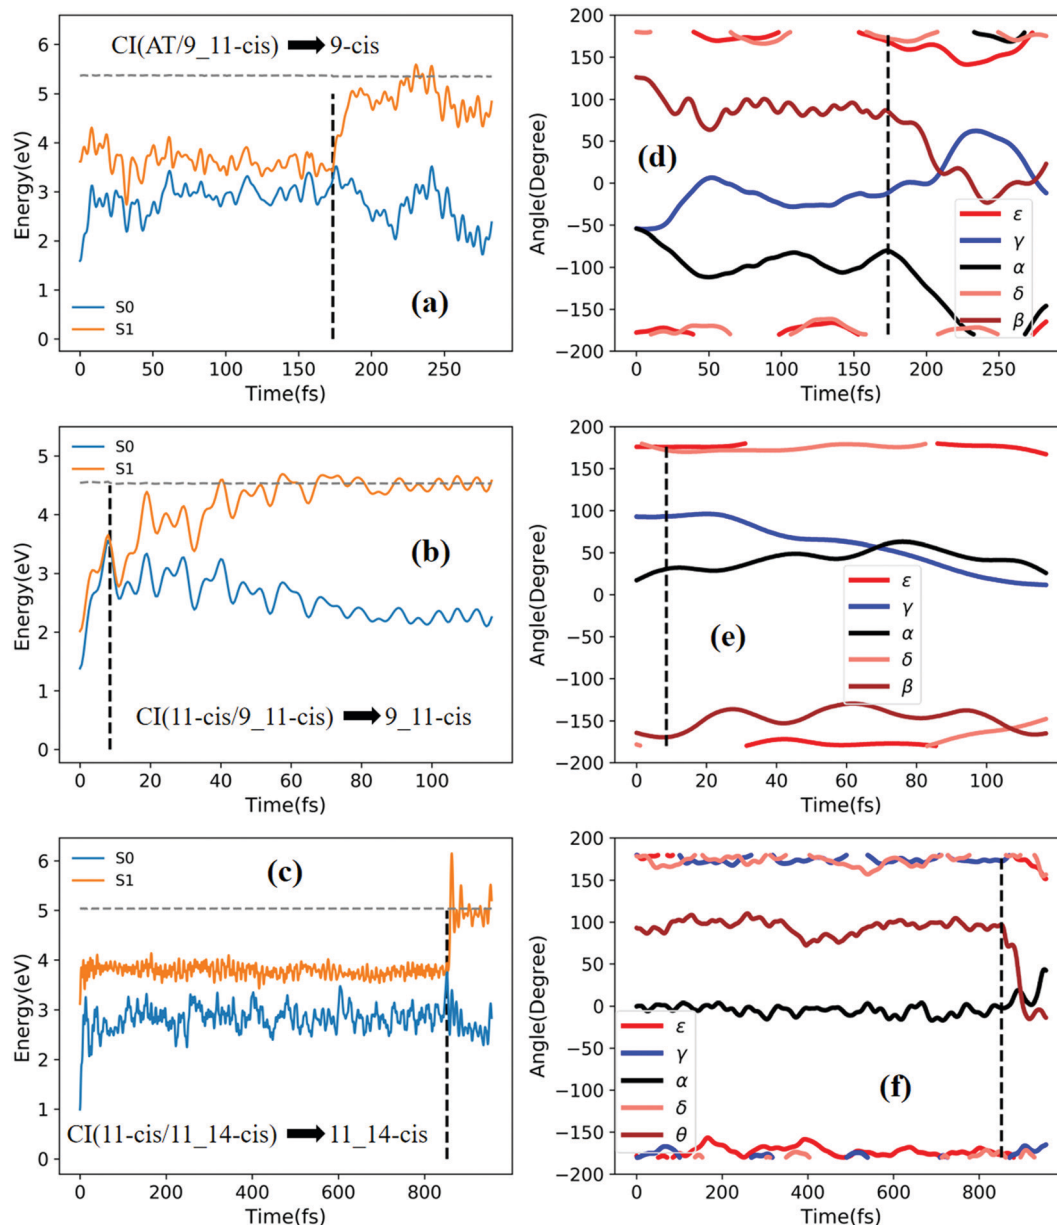 CI(AT/9_11-cis) 9-cis
Energy(eV)
6
5
4
3
2
1
0
S0
S1
(a)
0 50 100 150 200 250
Time(fs)
Angle(Degree)
200
150
100
50
0
−50
−100
−150
−200
(d)
ε
γ
α
δ
β
0 50 100 150 200 250
Time(fs)
Energy(eV)
5
4
3
2
1
0
S0
S1
(b)
CI(11-cis/9_11-cis) 9_11-cis
0 20 40 60 80 100
Time(fs)
Angle(Degree)
200
150
100
50
0
−50
−100
−150
−200
(e)
ε
γ
α
δ
β
0 20 40 60 80 100
Time(fs)
Energy(eV)
6
5
4
3
2
1
0
S0
S1
(c)
CI(11-cis/11_14-cis) 11_14-cis
0 200 400 600 800
Time(fs)
Angle(Degree)
200
150
100
50
0
−50
−100
−150
−200
ε
γ
α
δ
θ
(f)
0 200 400 600 800
Time(fs)